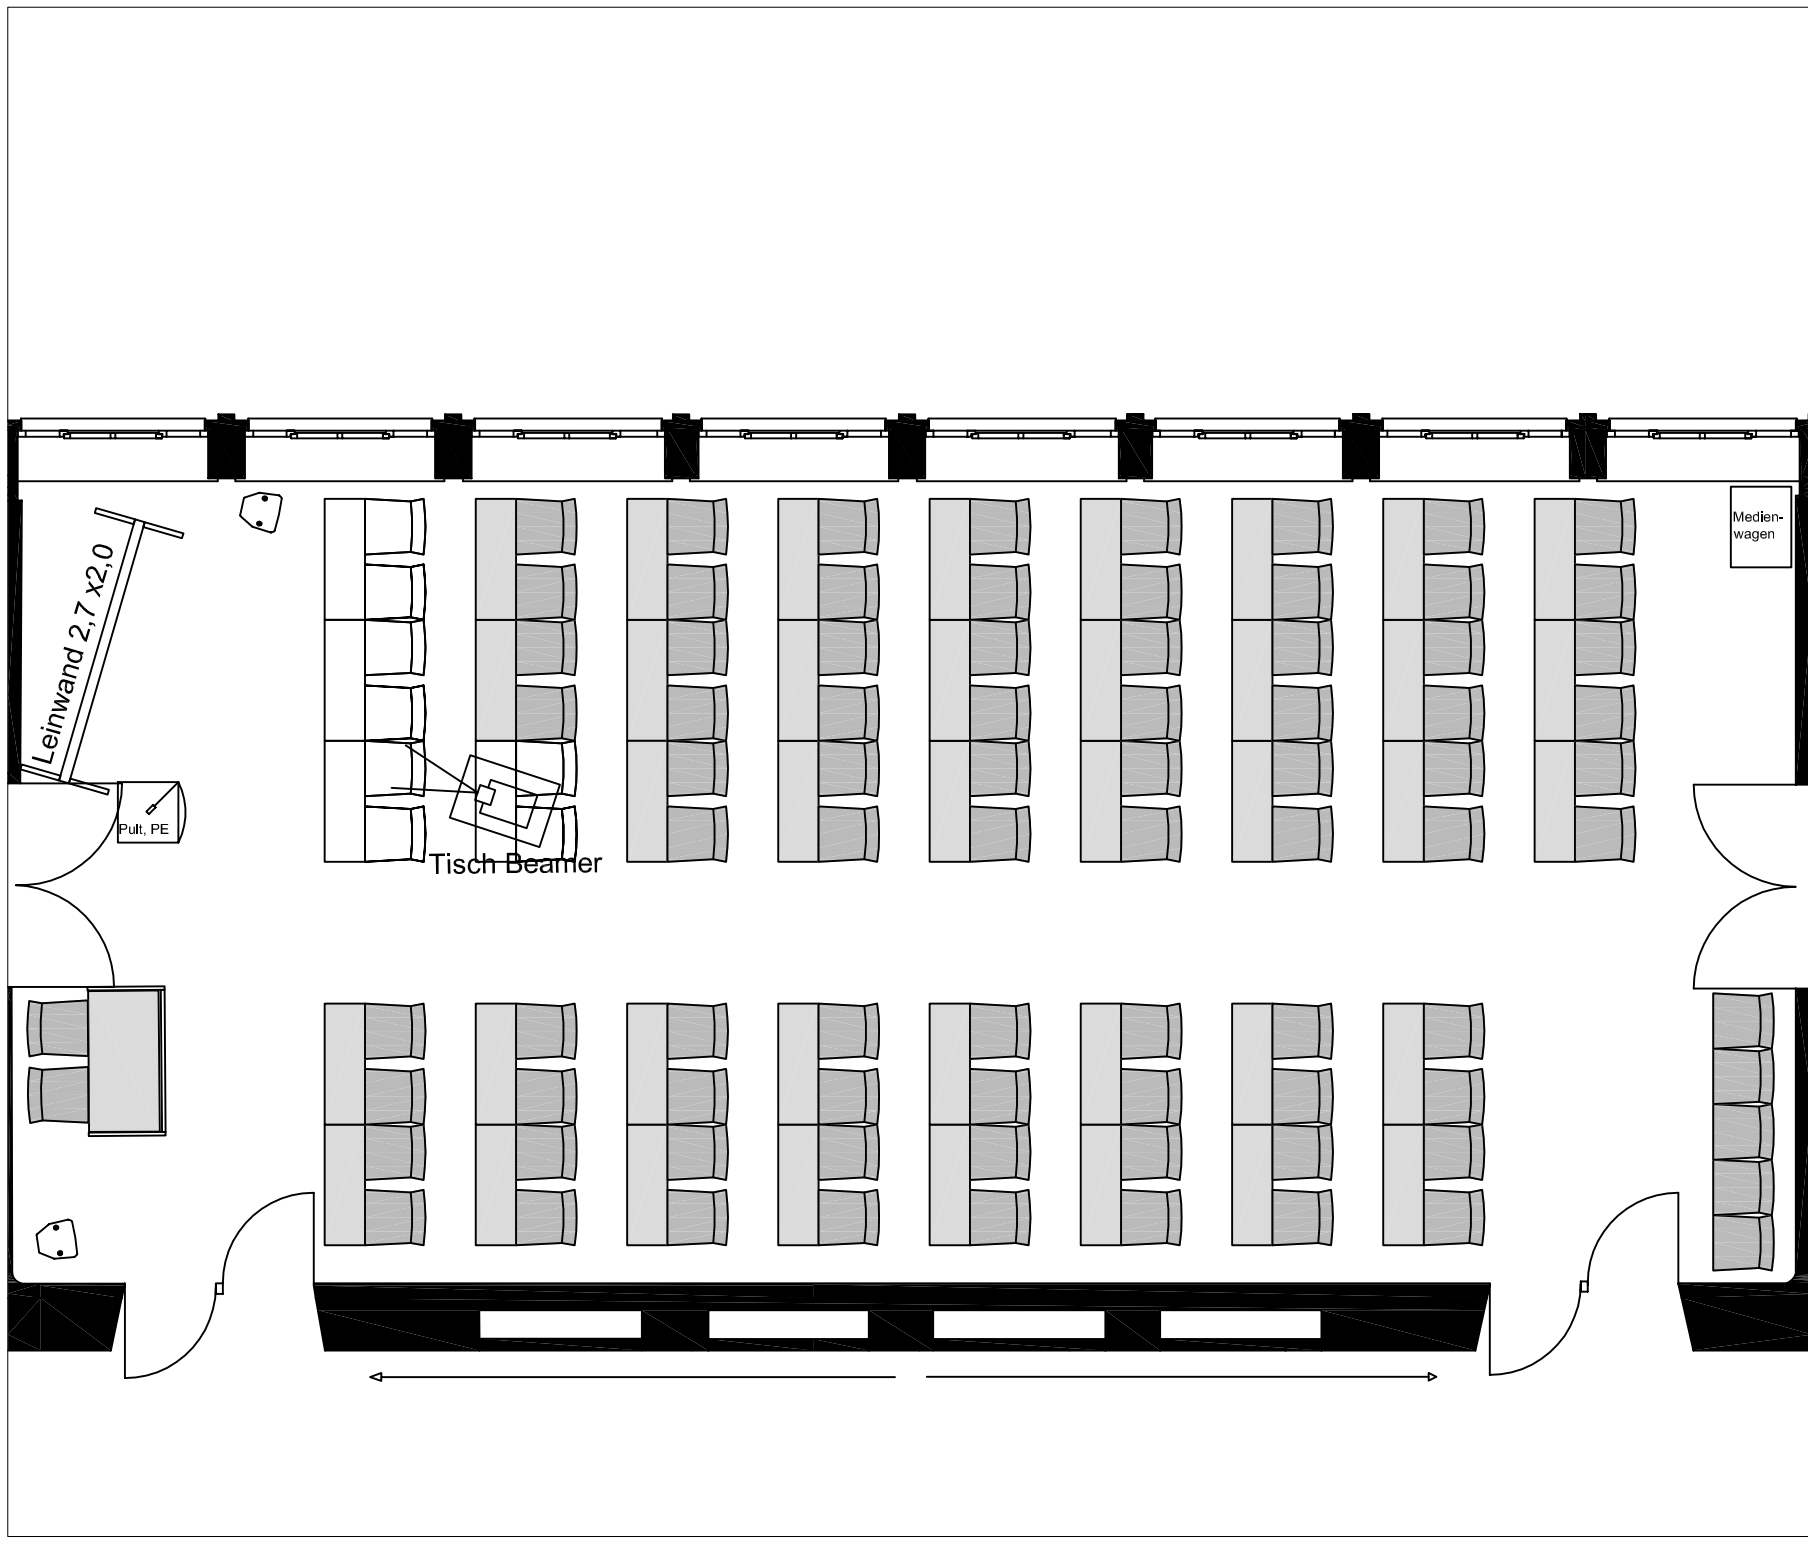 Leinwand 2,7 x2,0
Medien-
wagen
Pult, PE
Tisch Beamer